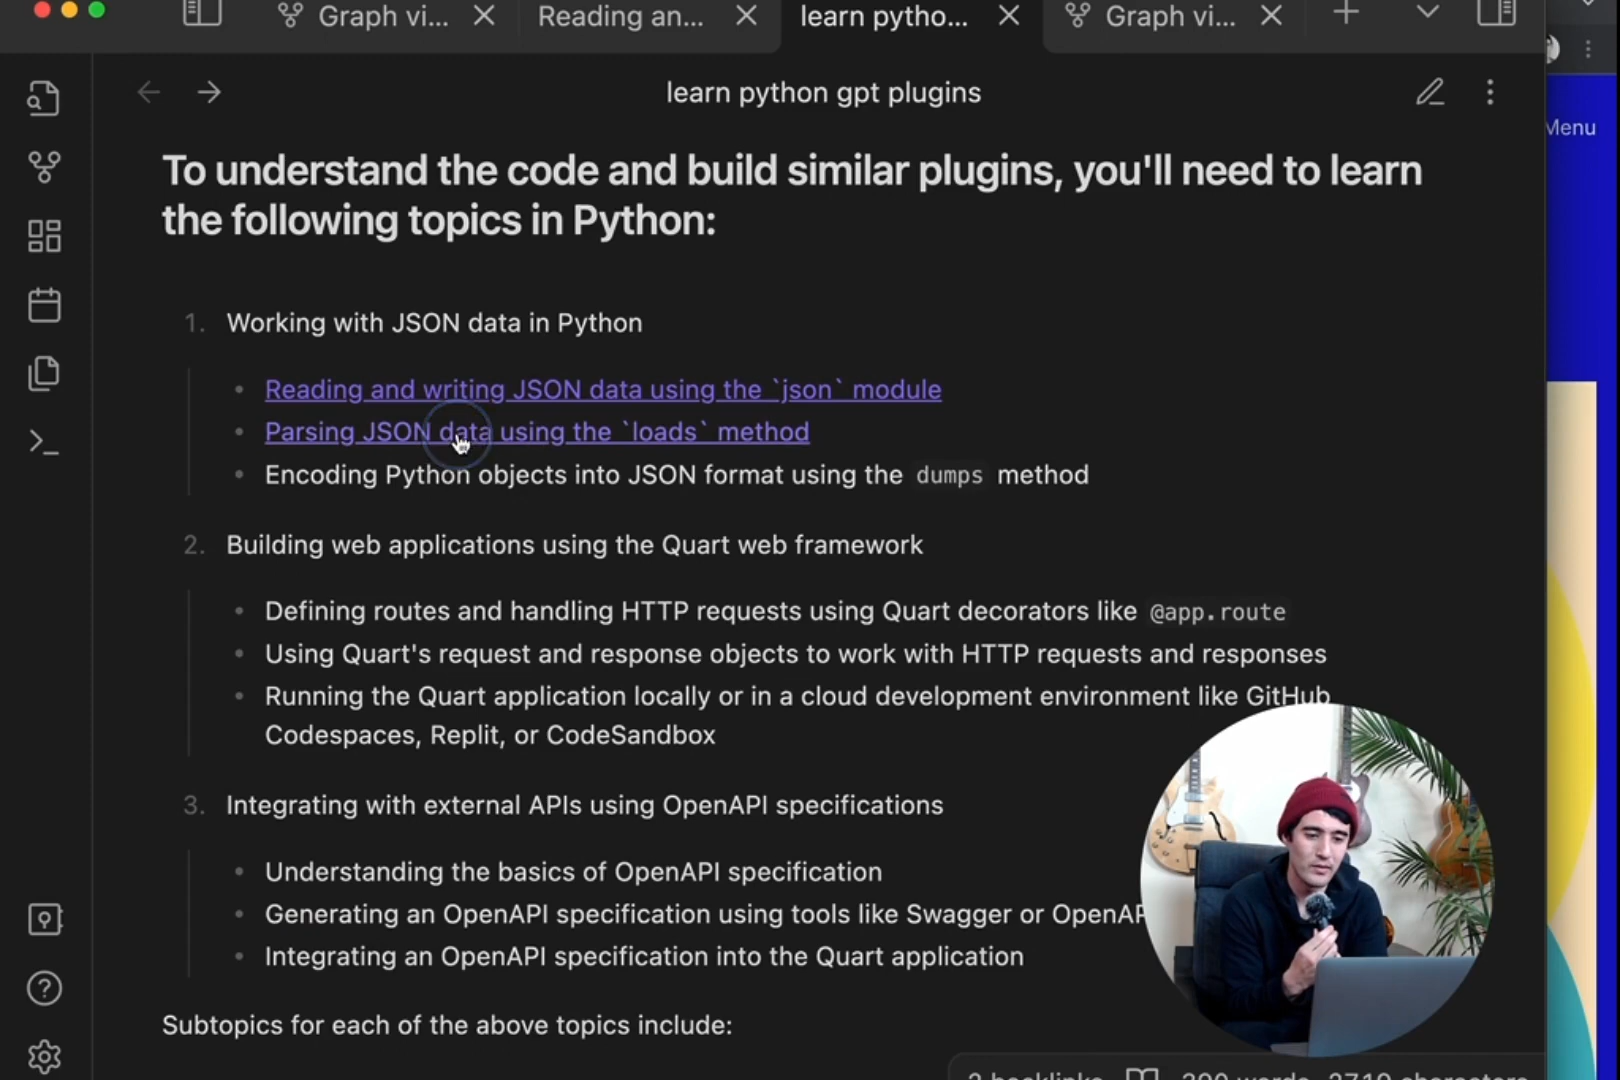 Graph vi...
Reading an...
learn pytho...
Graph vi...
learn python gpt plugins
Menu
To understand the code and build similar plugins, you'll need to learn
the following topics in Python:
1. Working with JSON data in Python
Reading and writing JSON data using the `json` module
Parsing JSON data using the `loads` method
Encoding Python objects into JSON format using the dumps method
2. Building web applications using the Quart web framework
Defining routes and handling HTTP requests using Quart decorators like @app.route
Using Quart's request and response objects to work with HTTP requests and responses
Running the Quart application locally or in a cloud development environment like GitHub
Codespaces, Replit, or CodeSandbox
3. Integrating with external APIs using OpenAPI specifications
Understanding the basics of OpenAPI specification
Generating an OpenAPI specification using tools like Swagger or OpenAP
Integrating an OpenAPI specification into the Quart application
Subtopics for each of the above topics include: